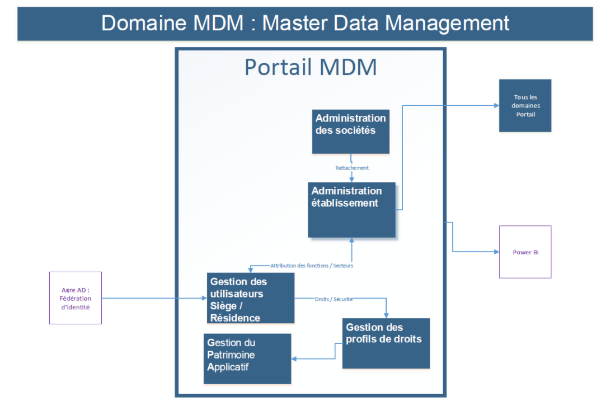 Domaine MDM : Master Data Management
Portail MDM
Tous les
domaines
Portail
Administration
des sociétés
Rattachement
Administration
établissement
Power BI
Attribution des fonctions / Secteurs
Azre AD :
Fédération
d'identité
Gestion des
utilisateurs
Siège /
Résidence
Droits / Sécurité
Gestion des
profils de droits
Gestion du
Patrimoine
Applicatif